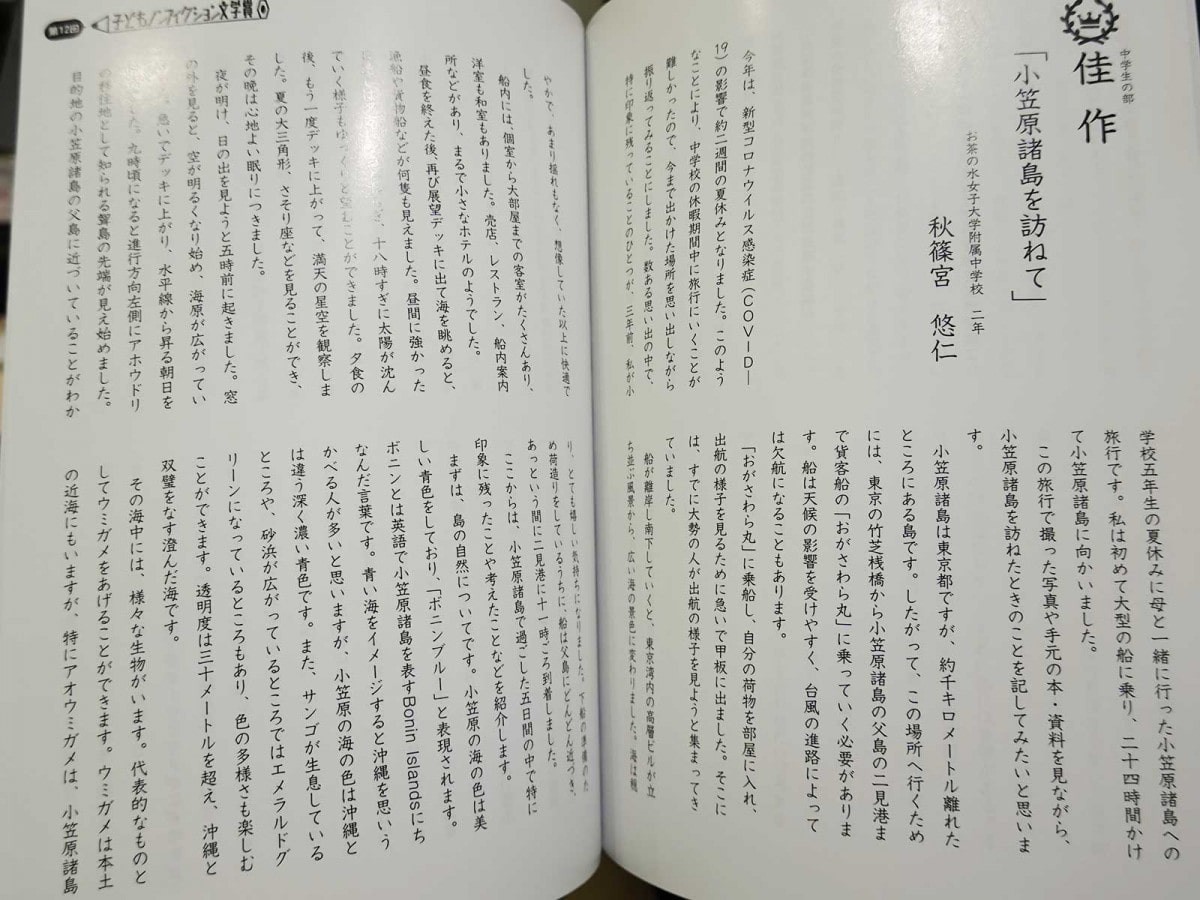 中学生の部
佳作
「小笠原諸島を訪ねて」
お茶の水女子大学附属中学校 二年
秋篠宮 悠仁
今年は、新型コロナウイルス感染症(COVID―
19)の影響で約二週間の夏休みとなりました。このよう
なことにより、中学校の休暇期間中に旅行にいくことが
難しかったので、今まで出かけた場所を思い出しながら
振り返ってみることにしました。数ある思い出の中で、
特に印象に残っていることのひとつが、三年前、私が小
学校五年生の夏休みに母と一緒に行った小笠原諸島への
旅行です。私は初めて大型の船に乗り、二十四時間かけ
て小笠原諸島に向かいました。
この旅行で撮った写真や手元の本・資料を見ながら、
小笠原諸島を訪ねたときのことを記してみたいと思いま
す。
小笠原諸島は東京都ですが、約千キロメートル離れた
ところにある島です。したがって、この場所へ行くため
には、東京の竹芝桟橋から小笠原諸島の父島の二見港ま
で貨客船の「おがさわら丸」に乗っていく必要がありま
す。船は天候の影響を受けやすく、台風の進路によって
は欠航になることもあります。
「おがさわら丸」に乗船し、自分の荷物を部屋に入れ、
出航の様子を見るために急いで甲板に出ました。そこに
は、すでに大勢の人が出航の様子を見ようと集まってき
ていました。
船が離岸し南下していくと、東京湾内の高層ビルが立
ち並ぶ風景から、広い海の景色に変わりました。海は穏
第12回 子どもノンフィクション文学賞
やかで、あまり揺れもなく、想像していた以上に快適で
した。
船内には、個室から大部屋までの客室がたくさんあり、
洋室も和室もありました。売店、レストラン、船内案内
所などがあり、まるで小さなホテルのようでした。
昼食を終えた後、再び展望デッキに出て海を眺めると、
漁船や貨物船などが何隻も見えました。昼間に強かった
十八時すぎに太陽が沈ん
でいく様子もゆっくりと望むことができました。夕食の
後、もう一度デッキに上がって、満天の星空を観察しま
した。夏の大三角形、さそり座などを見ることができ、
その晩は心地よい眠りにつきました。
夜が明け、日の出を見ようと五時前に起きました。窓
の外を見ると、空が明るくなり始め、海原が広がってい
急いでデッキに上がり、水平線から昇る朝日を
た。九時頃になると進行方向左側にアホウドリ
地として知られる聟島の先端が見え始めました。
目的地の小笠原諸島の父島に近づいていることがわか
り、とても嬉しい気持ちになりました。下船の準備のた
め荷造りをしているうちに、船は父島にどんどん近づき、
あっという間に二見港に十一時ごろ到着しました。
ここからは、小笠原諸島で過ごした五日間の中で特に
印象に残ったことや考えたことなどを紹介します。
まずは、島の自然についてです。小笠原の海の色は美
しい青色をしており、「ボニンブルー」と表現されます。
ボニンとは英語で小笠原諸島を表すBonin Islandsにち
なんだ言葉です。青い海をイメージすると沖縄を思いう
かべる人が多いと思いますが、小笠原の海の色は沖縄と
は違う深く濃い青色です。また、サンゴが生息している
ところや、砂浜が広がっているところではエメラルドグ
リーンになっているところもあり、色の多様さも楽しむ
ことができます。透明度は三十メートルを超え、沖縄と
双璧をなす澄んだ海です。
その海中には、様々な生物がいます。代表的なものと
してウミガメをあげることができます。ウミガメは本土
の近海にもいますが、特にアオウミガメは、小笠原諸島